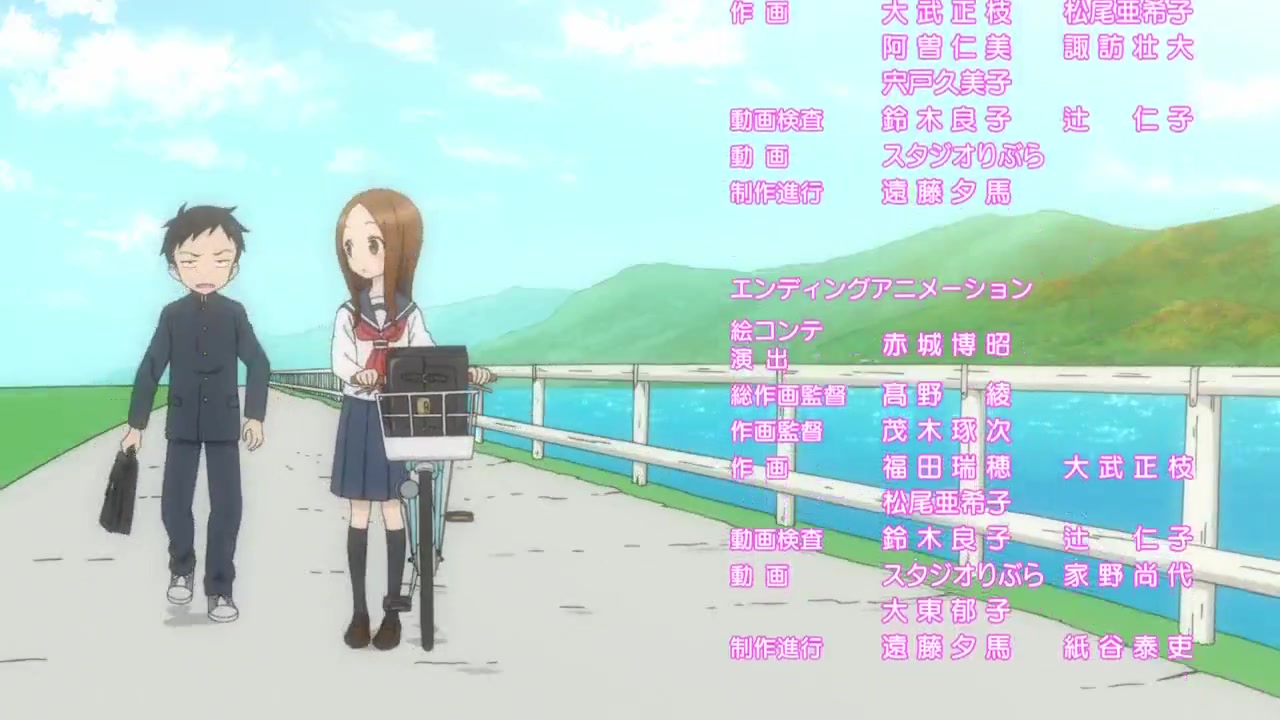 作画 大武正枝 松尾亜希子
阿曽仁美 諏訪壮大
宍戸久美子
動画検査 鈴木良子 辻仁子
動画 スタジオりぶら
制作進行 遠藤夕馬
エンディングアニメーション
絵コンテ
演出 赤城博昭
総作画監督 髙野綾
作画監督 茂木琢次
作画 福田瑞穂 大武正枝
松尾亜希子
動画検査 鈴木良子 辻仁子
動画 スタジオりぶら 家野尚代
大東郁子
制作進行 遠藤夕馬 紙谷泰吏